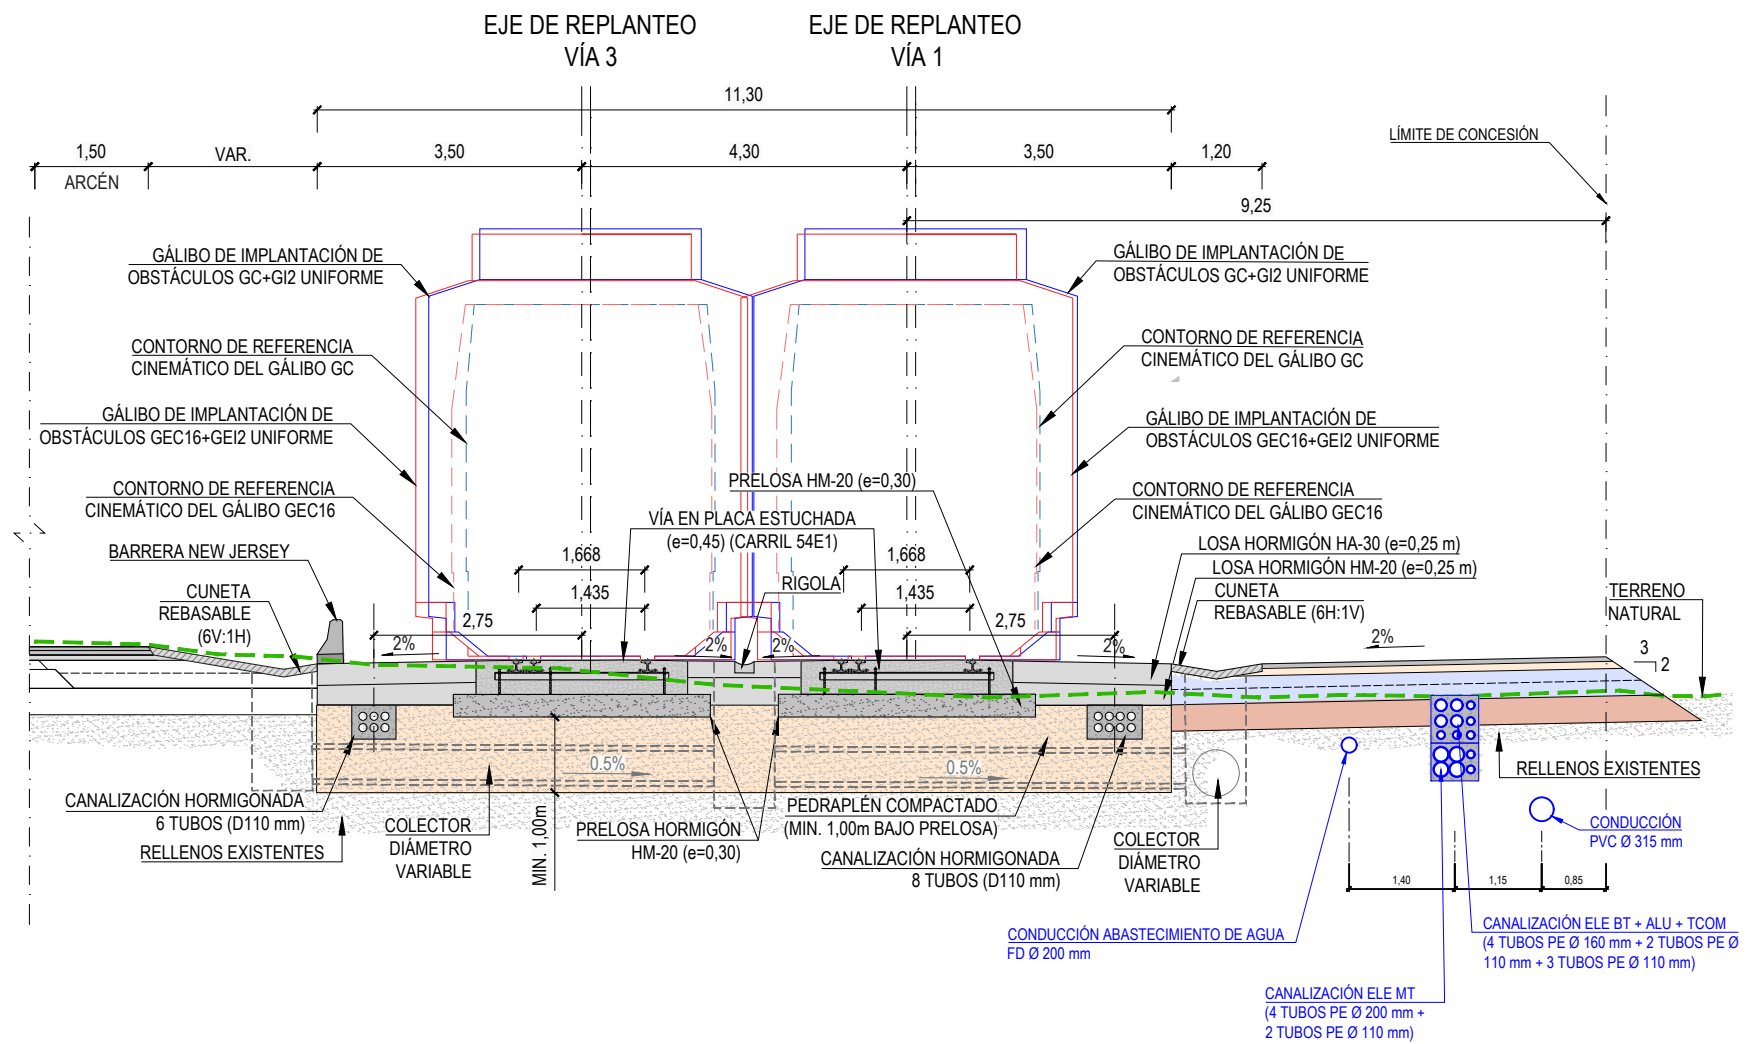 EJE DE REPLANTEO
VÍA 3
EJE DE REPLANTEO
VÍA 1
11,30
LÍMITE DE CONCESIÓN
1,50
VAR.
3,50
4,30
3,50
1,20
ARCÉN
9,25
GÁLIBO DE IMPLANTACIÓN DE
OBSTÁCULOS GC+GI2 UNIFORME
GÁLIBO DE IMPLANTACIÓN DE
OBSTÁCULOS GC+GI2 UNIFORME
CONTORNO DE REFERENCIA
CINEMÁTICO DEL GÁLIBO GC
CONTORNO DE REFERENCIA
CINEMÁTICO DEL GÁLIBO GC
GÁLIBO DE IMPLANTACIÓN DE
OBSTÁCULOS GEC16+GEI2 UNIFORME
GÁLIBO DE IMPLANTACIÓN DE
OBSTÁCULOS GEC16+GEI2 UNIFORME
PRELOSA HM-20 (e=0,30)
CONTORNO DE REFERENCIA
CINEMÁTICO DEL GÁLIBO GEC16
CONTORNO DE REFERENCIA
CINEMÁTICO DEL GÁLIBO GEC16
VÍA EN PLACA ESTUCHADA
(e=0,45) (CARRIL 54E1)
BARRERA NEW JERSEY
LOSA HORMIGÓN HA-30 (e=0,25 m)
LOSA HORMIGÓN HM-20 (e=0,25 m)
1,668
1,668
RIGOLA
CUNETA
REBASABLE
(6V:1H)
1,435
1,435
CUNETA
REBASABLE (6H:1V)
TERRENO
NATURAL
2,75
2,75
2%
2%
2%
2%
2%
3
2
0.5%
0.5%
RELLENOS EXISTENTES
CANALIZACIÓN HORMIGONADA
6 TUBOS (D110 mm)
RELLENOS EXISTENTES
COLECTOR
DIÁMETRO
VARIABLE
MIN. 1,00m
PRELOSA HORMIGÓN
HM-20 (e=0,30)
PEDRAPLÉN COMPACTADO
(MIN. 1,00m BAJO PRELOSA)
CANALIZACIÓN HORMIGONADA
8 TUBOS (D110 mm)
COLECTOR
DIÁMETRO
VARIABLE
CONDUCCIÓN
PVC Ø 315 mm
1,40
1,15
0,85
CONDUCCIÓN ABASTECIMIENTO DE AGUA
FD Ø 200 mm
CANALIZACIÓN ELE BT + ALU + TCOM
(4 TUBOS PE Ø 160 mm + 2 TUBOS PE Ø
110 mm + 3 TUBOS PE Ø 110 mm)
CANALIZACIÓN ELE MT
(4 TUBOS PE Ø 200 mm +
2 TUBOS PE Ø 110 mm)